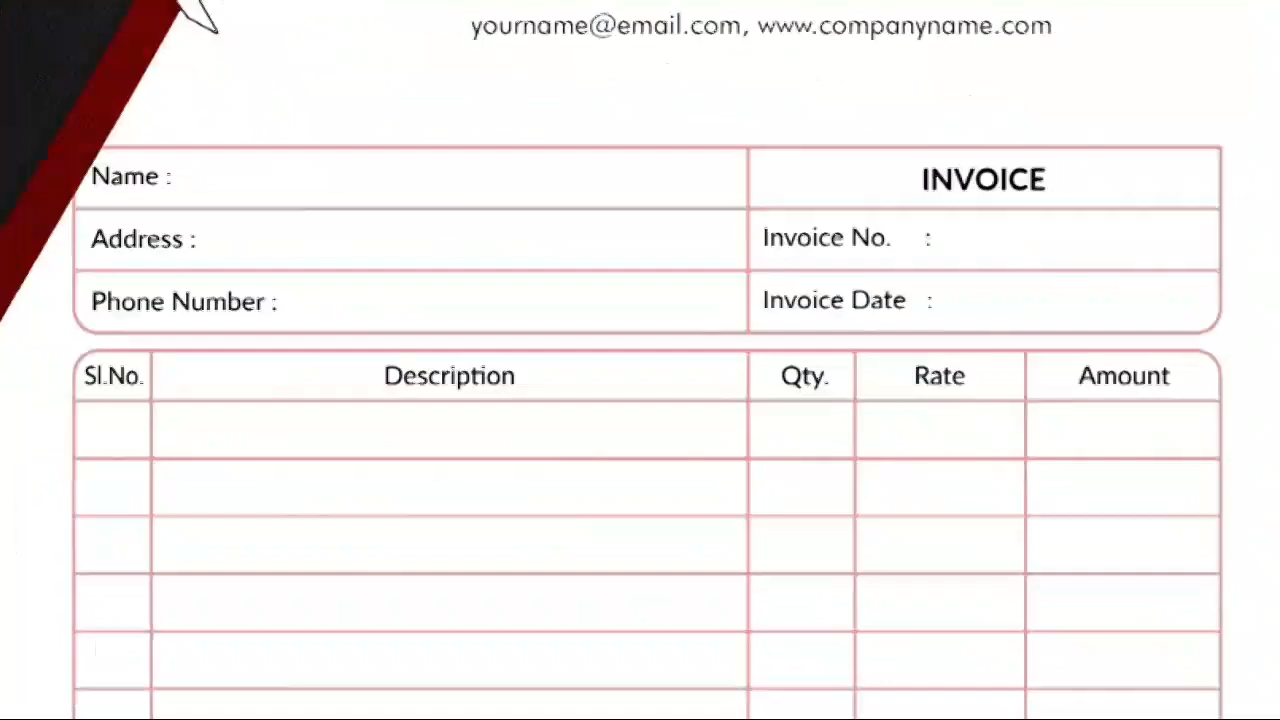 yourname@email.com, www.companyname.com
Name :
INVOICE
Address :
Invoice No. :
Phone Number :
Invoice Date :
Sl.No. Description Qty. Rate Amount